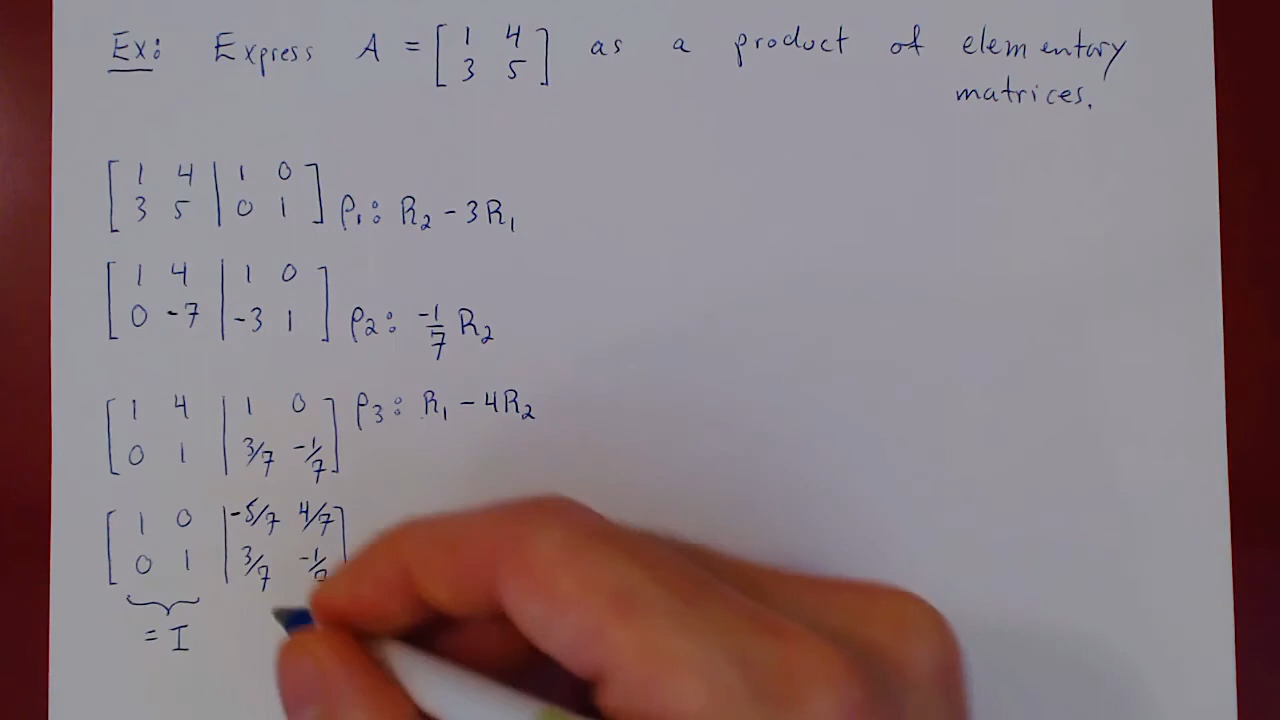 Ex: Express A = [ 1 4 ] as a product of elementary
[ 3 5 ] matrices.
[ 1 4 | 1 0 ]
[ 3 5 | 0 1 ] ρ₁: R₂ - 3R₁
[ 1 4 | 1 0 ]
[ 0 -7 | -3 1 ] ρ₂: -1/7 R₂
[ 1 4 | 1 0 ] ρ₃: R₁ - 4R₂
[ 0 1 | 3/7 -1/7 ]
[ 1 0 | -5/7 4/7 ]
[ 0 1 | 3/7 -1/
= I